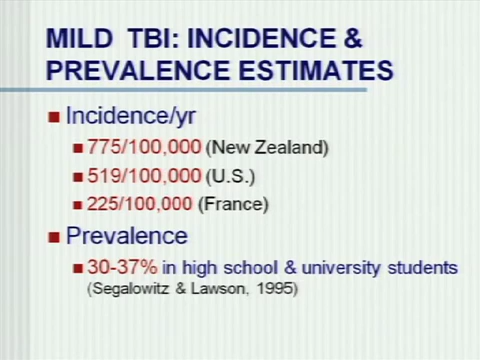 MILD TBI: INCIDENCE &
PREVALENCE ESTIMATES
Incidence/yr
775/100,000 (New Zealand)
519/100,000 (U.S.)
225/100,000 (France)
Prevalence
30-37% in high school & university students
(Segalowitz & Lawson, 1995)